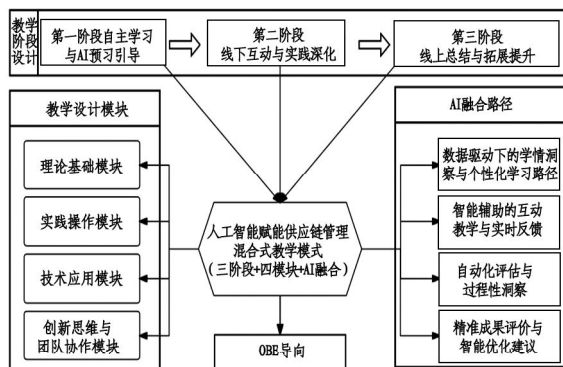 教学
阶段
设计
第一阶段自主学习
与AI预习引导
第二阶段
线下互动与实践深化
第三阶段
线上总结与拓展提升
教学设计模块
理论基础模块
实践操作模块
技术应用模块
创新思维与
团队协作模块
人工智能赋能供应链管理
混合式教学模式
（三阶段+四模块+AI融合）
OBE导向
AI融合路径
数据驱动下的学情洞
察与个性化学习路径
智能辅助的互动
教学与实时反馈
自动化评估与
过程性洞察
精准成果评价与
智能优化建议